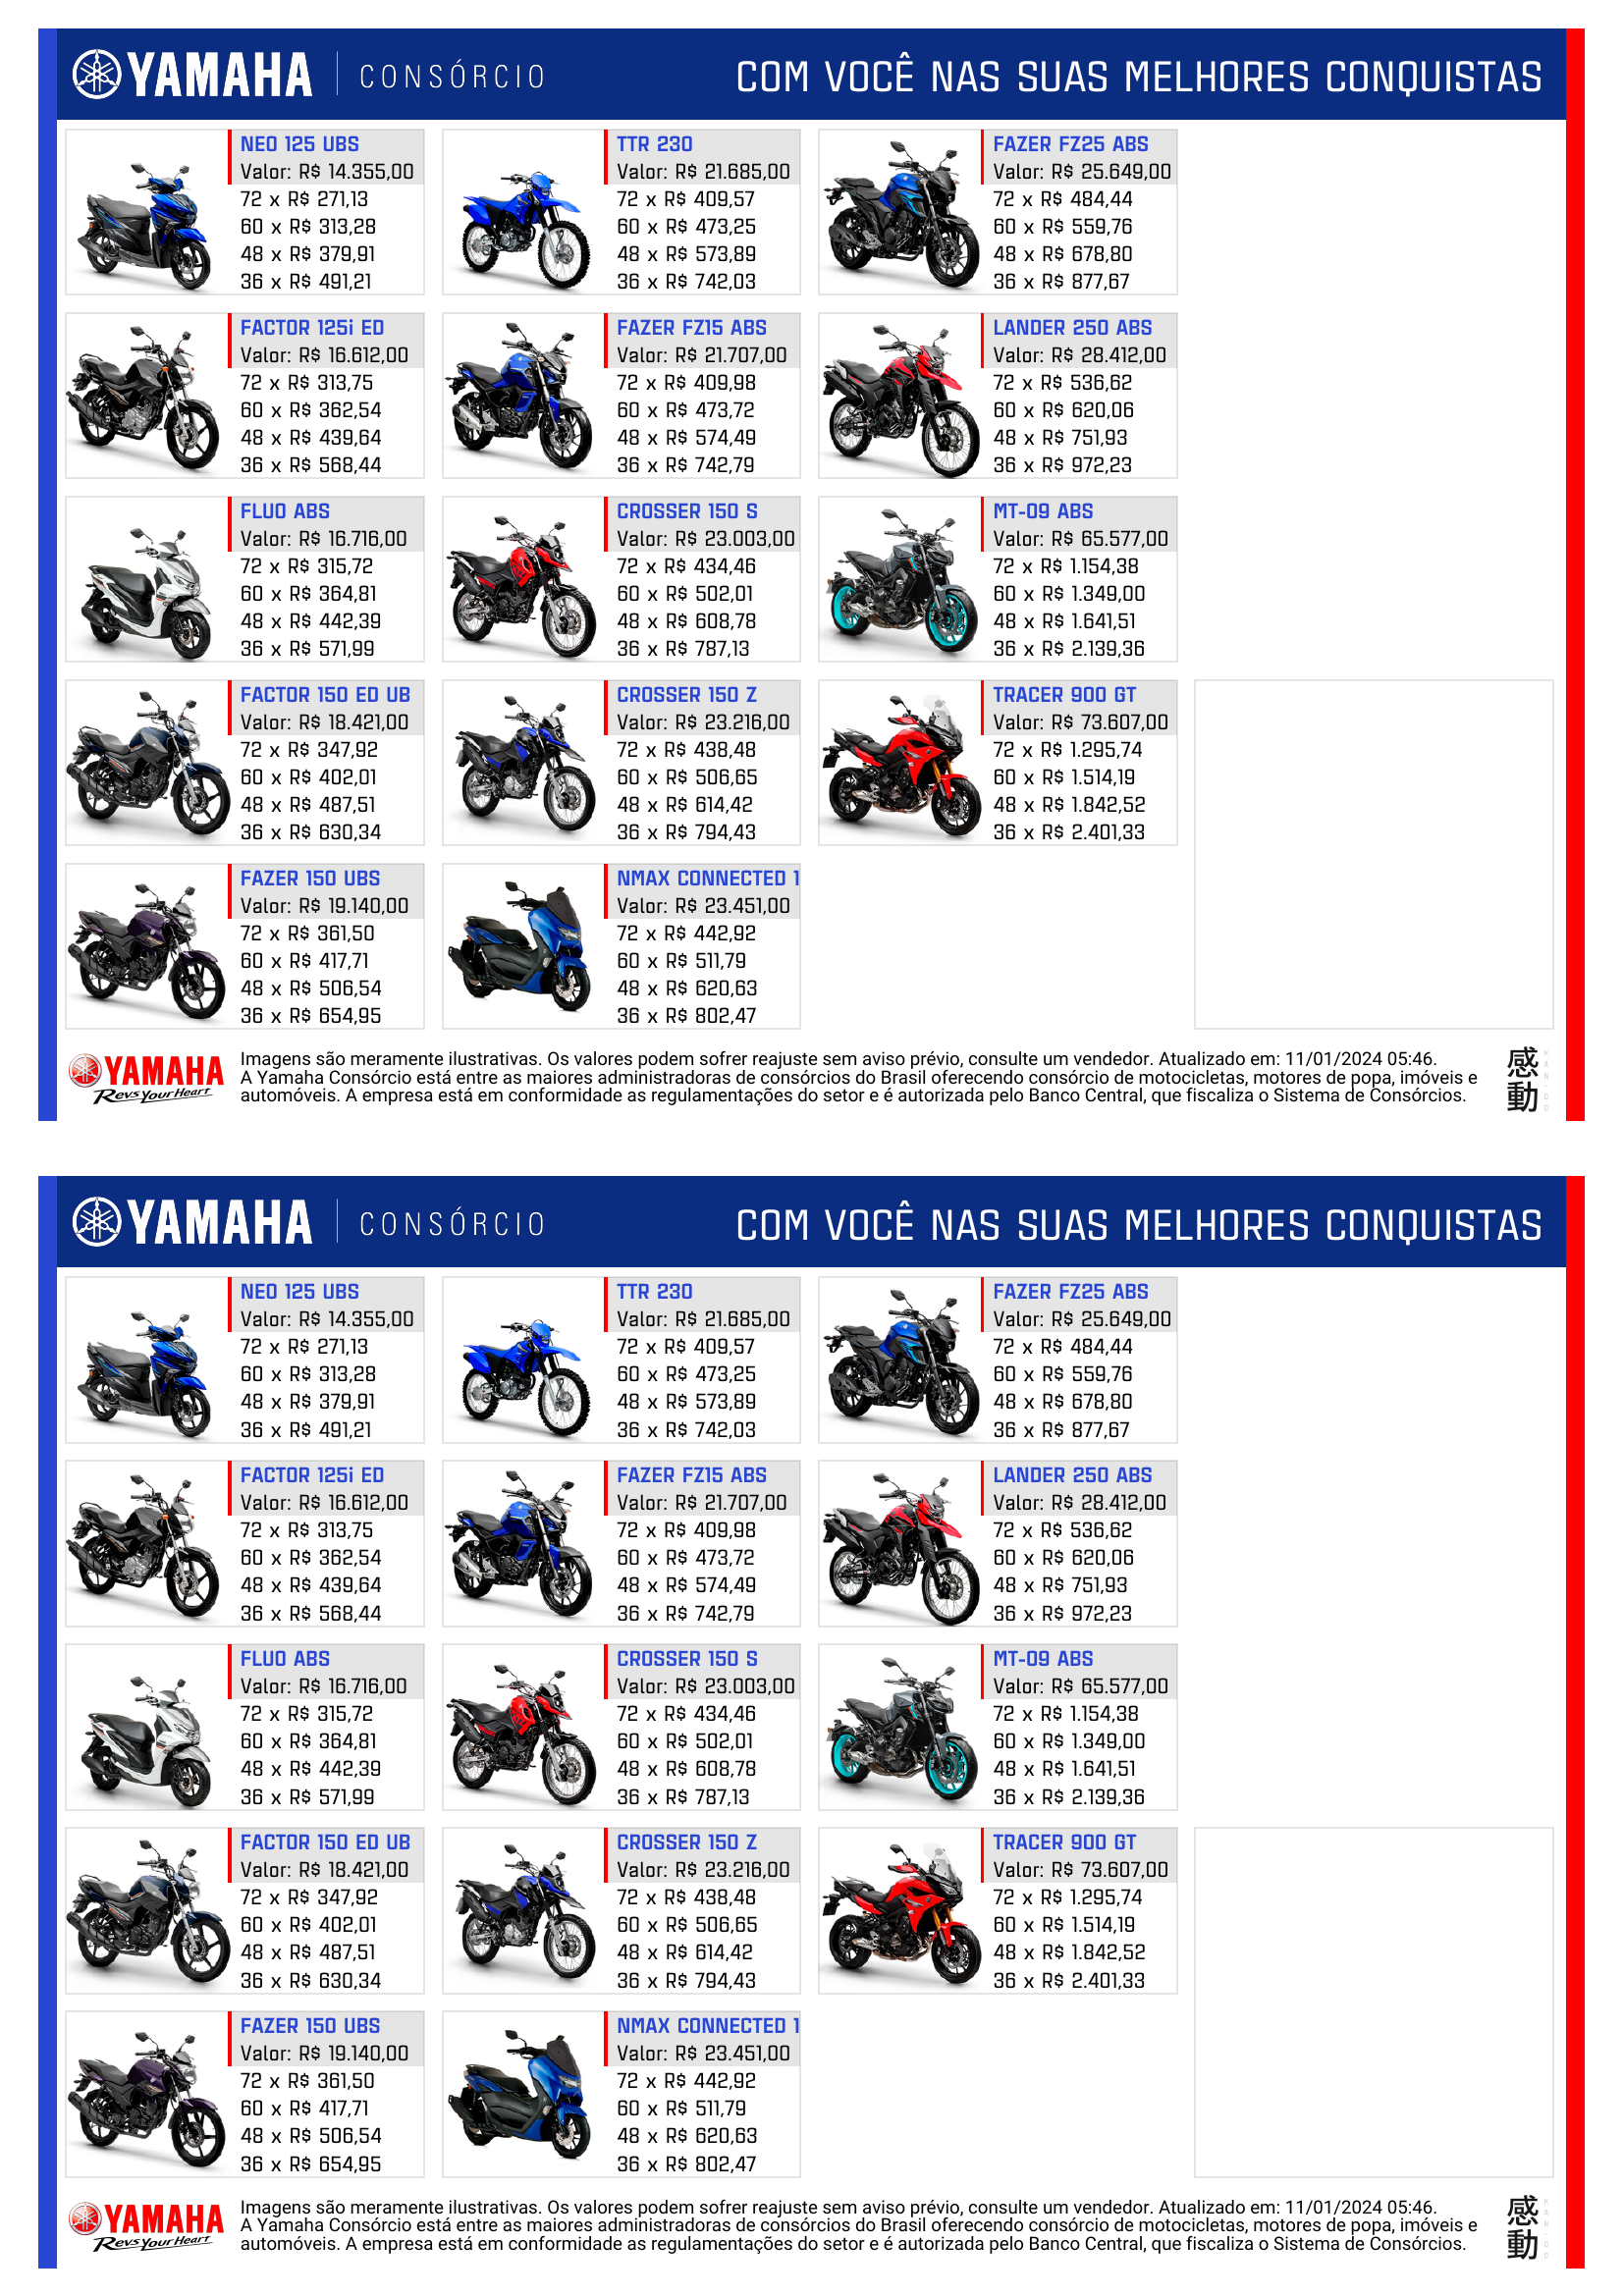 YAMAHA CONSÓRCIO COM VOCÊ NAS SUAS MELHORES CONQUISTAS
NEO 125 UBS
Valor: R$ 14.355,00
72 x R$ 271,13
60 x R$ 313,28
48 x R$ 379,91
36 x R$ 491,21
FACTOR 125i ED
Valor: R$ 16.612,00
72 x R$ 313,75
60 x R$ 362,54
48 x R$ 439,64
36 x R$ 568,44
FLUO ABS
Valor: R$ 16.716,00
72 x R$ 315,72
60 x R$ 364,81
48 x R$ 442,39
36 x R$ 571,99
FACTOR 150 ED UB
Valor: R$ 18.421,00
72 x R$ 347,92
60 x R$ 402,01
48 x R$ 487,51
36 x R$ 630,34
FAZER 150 UBS
Valor: R$ 19.140,00
72 x R$ 361,50
60 x R$ 417,71
48 x R$ 506,54
36 x R$ 654,95
TTR 230
Valor: R$ 21.685,00
72 x R$ 409,57
60 x R$ 473,25
48 x R$ 573,89
36 x R$ 742,03
FAZER FZ15 ABS
Valor: R$ 21.707,00
72 x R$ 409,98
60 x R$ 473,72
48 x R$ 574,49
36 x R$ 742,79
CROSSER 150 S
Valor: R$ 23.003,00
72 x R$ 434,46
60 x R$ 502,01
48 x R$ 608,78
36 x R$ 787,13
CROSSER 150 Z
Valor: R$ 23.216,00
72 x R$ 438,48
60 x R$ 506,65
48 x R$ 614,42
36 x R$ 794,43
NMAX CONNECTED 1
Valor: R$ 23.451,00
72 x R$ 442,92
60 x R$ 511,79
48 x R$ 620,63
36 x R$ 802,47
FAZER FZ25 ABS
Valor: R$ 25.649,00
72 x R$ 484,44
60 x R$ 559,76
48 x R$ 678,80
36 x R$ 877,67
LANDER 250 ABS
Valor: R$ 28.412,00
72 x R$ 536,62
60 x R$ 620,06
48 x R$ 751,93
36 x R$ 972,23
MT-09 ABS
Valor: R$ 65.577,00
72 x R$ 1.154,38
60 x R$ 1.349,00
48 x R$ 1.641,51
36 x R$ 2.139,36
TRACER 900 GT
Valor: R$ 73.607,00
72 x R$ 1.295,74
60 x R$ 1.514,19
48 x R$ 1.842,52
36 x R$ 2.401,33
YAMAHA
Revs Your Heart
Imagens são meramente ilustrativas. Os valores podem sofrer reajuste sem aviso prévio, consulte um vendedor. Atualizado em: 11/01/2024 05:46.
A Yamaha Consórcio está entre as maiores administradoras de consórcios do Brasil oferecendo consórcio de motocicletas, motores de popa, imóveis e
automóveis. A empresa está em conformidade as regulamentações do setor e é autorizada pelo Banco Central, que fiscaliza o Sistema de Consórcios.
感動
YAMAHA CONSÓRCIO COM VOCÊ NAS SUAS MELHORES CONQUISTAS
NEO 125 UBS
Valor: R$ 14.355,00
72 x R$ 271,13
60 x R$ 313,28
48 x R$ 379,91
36 x R$ 491,21
FACTOR 125i ED
Valor: R$ 16.612,00
72 x R$ 313,75
60 x R$ 362,54
48 x R$ 439,64
36 x R$ 568,44
FLUO ABS
Valor: R$ 16.716,00
72 x R$ 315,72
60 x R$ 364,81
48 x R$ 442,39
36 x R$ 571,99
FACTOR 150 ED UB
Valor: R$ 18.421,00
72 x R$ 347,92
60 x R$ 402,01
48 x R$ 487,51
36 x R$ 630,34
FAZER 150 UBS
Valor: R$ 19.140,00
72 x R$ 361,50
60 x R$ 417,71
48 x R$ 506,54
36 x R$ 654,95
TTR 230
Valor: R$ 21.685,00
72 x R$ 409,57
60 x R$ 473,25
48 x R$ 573,89
36 x R$ 742,03
FAZER FZ15 ABS
Valor: R$ 21.707,00
72 x R$ 409,98
60 x R$ 473,72
48 x R$ 574,49
36 x R$ 742,79
CROSSER 150 S
Valor: R$ 23.003,00
72 x R$ 434,46
60 x R$ 502,01
48 x R$ 608,78
36 x R$ 787,13
CROSSER 150 Z
Valor: R$ 23.216,00
72 x R$ 438,48
60 x R$ 506,65
48 x R$ 614,42
36 x R$ 794,43
NMAX CONNECTED 1
Valor: R$ 23.451,00
72 x R$ 442,92
60 x R$ 511,79
48 x R$ 620,63
36 x R$ 802,47
FAZER FZ25 ABS
Valor: R$ 25.649,00
72 x R$ 484,44
60 x R$ 559,76
48 x R$ 678,80
36 x R$ 877,67
LANDER 250 ABS
Valor: R$ 28.412,00
72 x R$ 536,62
60 x R$ 620,06
48 x R$ 751,93
36 x R$ 972,23
MT-09 ABS
Valor: R$ 65.577,00
72 x R$ 1.154,38
60 x R$ 1.349,00
48 x R$ 1.641,51
36 x R$ 2.139,36
TRACER 900 GT
Valor: R$ 73.607,00
72 x R$ 1.295,74
60 x R$ 1.514,19
48 x R$ 1.842,52
36 x R$ 2.401,33
YAMAHA
Revs Your Heart
Imagens são meramente ilustrativas. Os valores podem sofrer reajuste sem aviso prévio, consulte um vendedor. Atualizado em: 11/01/2024 05:46.
A Yamaha Consórcio está entre as maiores administradoras de consórcios do Brasil oferecendo consórcio de motocicletas, motores de popa, imóveis e
automóveis. A empresa está em conformidade as regulamentações do setor e é autorizada pelo Banco Central, que fiscaliza o Sistema de Consórcios.
感動